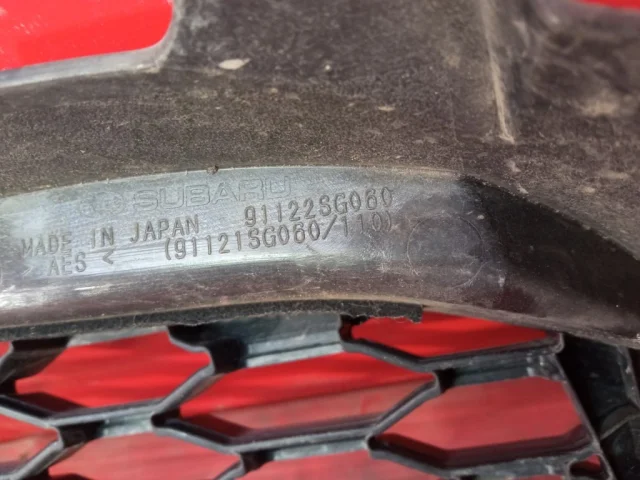 SUBARU
91122SG060
MADE IN JAPAN (91121SG060/110)
AES <